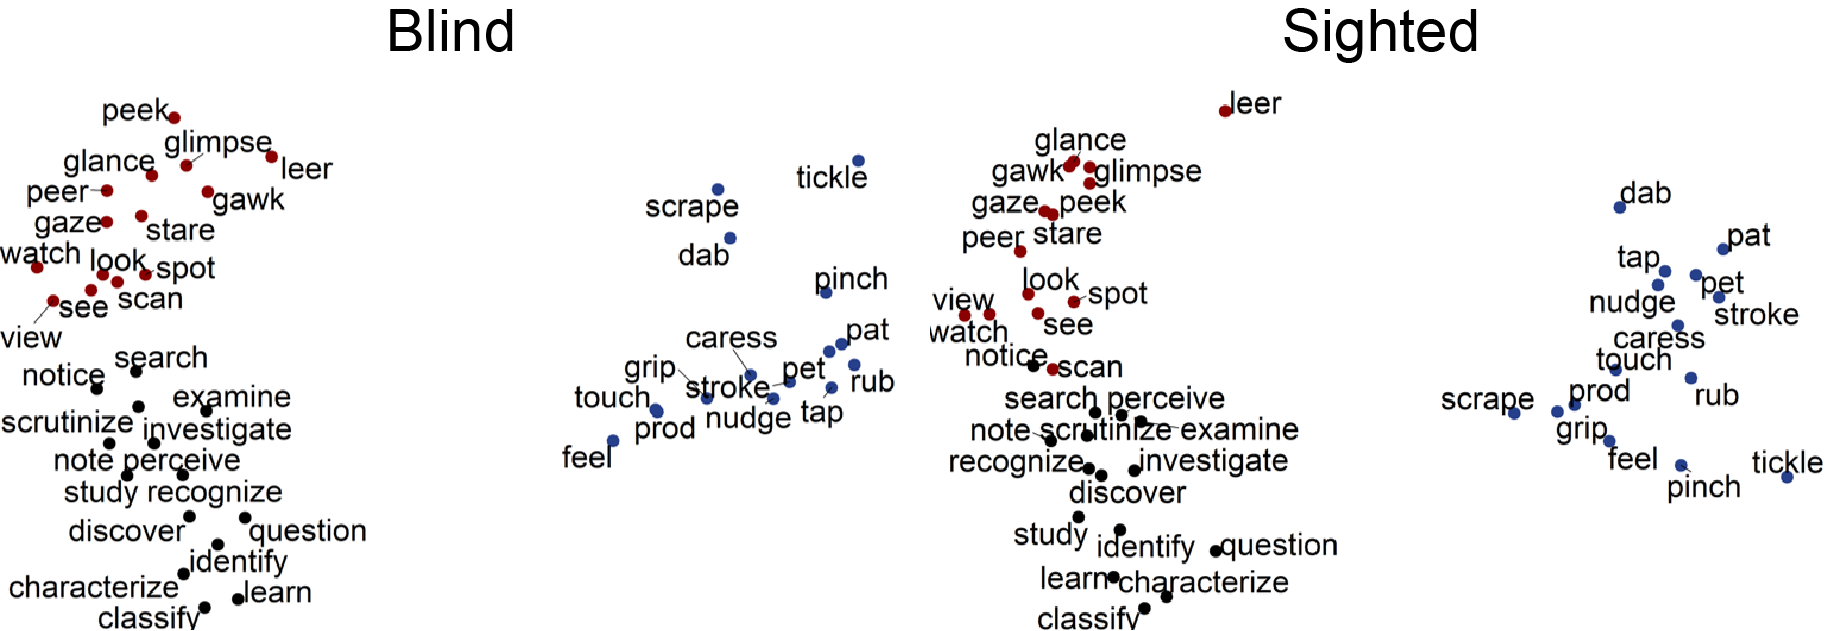 Blind
peek
glimpse
glance
leer
peer
gawk
gaze
stare
watch
look
spot
see
scan
view
search
notice
examine
scrutinize
investigate
note perceive
study recognize
discover
question
identify
characterize
learn
classify
tickle
scrape
dab
pinch
caress
pat
grip
pet
stroke
rub
touch
nudge
tap
prod
feel
Sighted
leer
glance
gawk
glimpse
gaze
peek
peer
stare
look
view
spot
watch
see
notice
scan
search perceive
note scrutinize examine
recognize
investigate
discover
study
identify
question
learn
characterize
classify
dab
pat
tap
pet
nudge
stroke
caress
touch
prod
scrape
rub
grip
feel
tickle
pinch